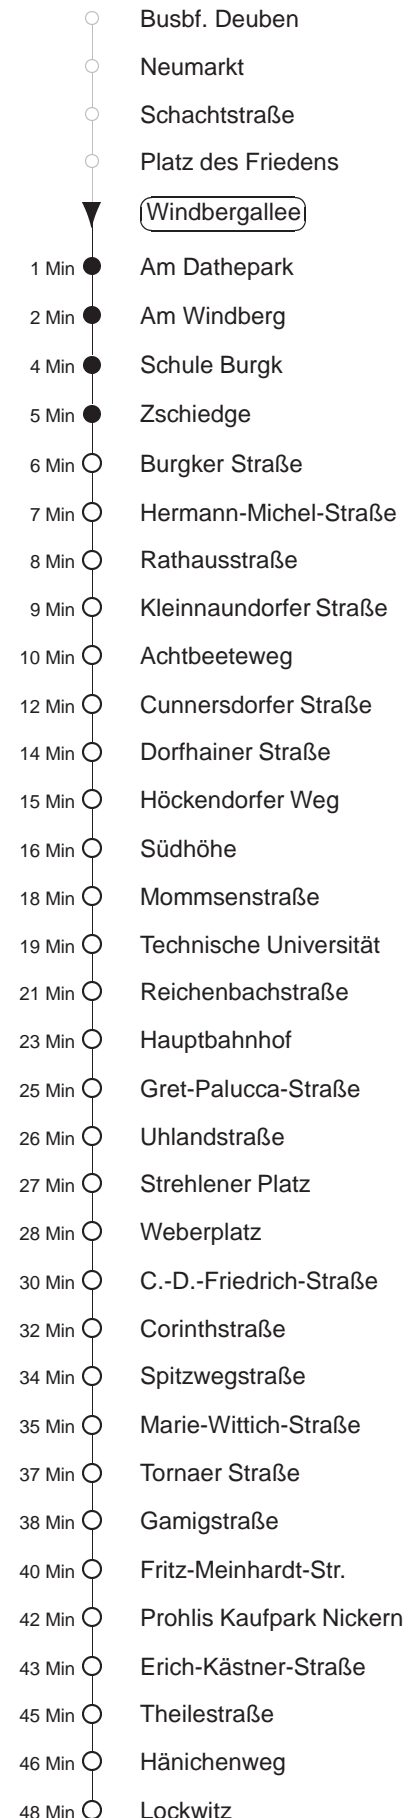 Busbf. Deuben
Neumarkt
Schachtstraße
Platz des Friedens
Windbergallee
1 Min Am Dathepark
2 Min Am Windberg
4 Min Schule Burgk
5 Min Zschiedge
6 Min Burgker Straße
7 Min Hermann-Michel-Straße
8 Min Rathausstraße
9 Min Kleinnaundorfer Straße
10 Min Achtbeeteweg
12 Min Cunnersdorfer Straße
14 Min Dorfhainer Straße
15 Min Höckendorfer Weg
16 Min Südhöhe
18 Min Mommsenstraße
19 Min Technische Universität
21 Min Reichenbachstraße
23 Min Hauptbahnhof
25 Min Gret-Palucca-Straße
26 Min Uhlandstraße
27 Min Strehlener Platz
28 Min Weberplatz
30 Min C.-D.-Friedrich-Straße
32 Min Corinthstraße
34 Min Spitzwegstraße
35 Min Marie-Wittich-Straße
37 Min Tornaer Straße
38 Min Gamigstraße
40 Min Fritz-Meinhardt-Str.
42 Min Prohlis Kaufpark Nickern
43 Min Erich-Kästner-Straße
45 Min Theilestraße
46 Min Hänichenweg
48 Min Lockwitz